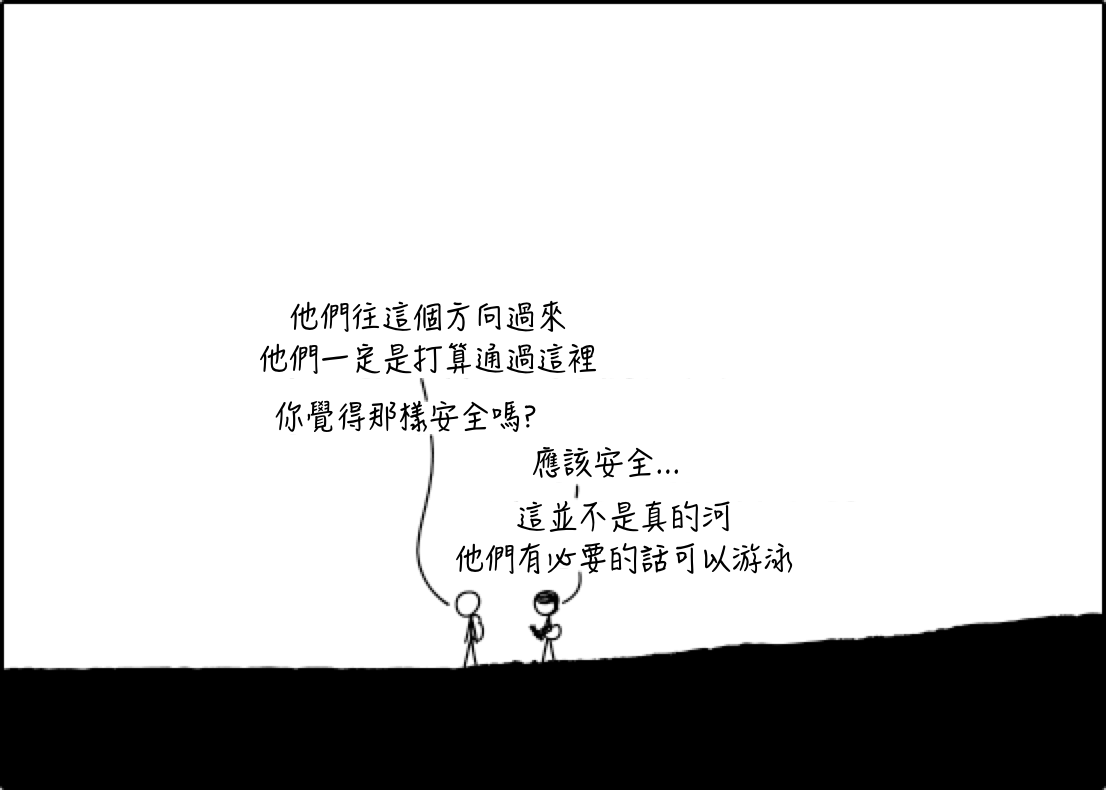 他們往這個方向過來
他們一定是打算通過這裡
你覺得那樣安全嗎?
應該安全...
這並不是真的河
他們有必要的話可以游泳